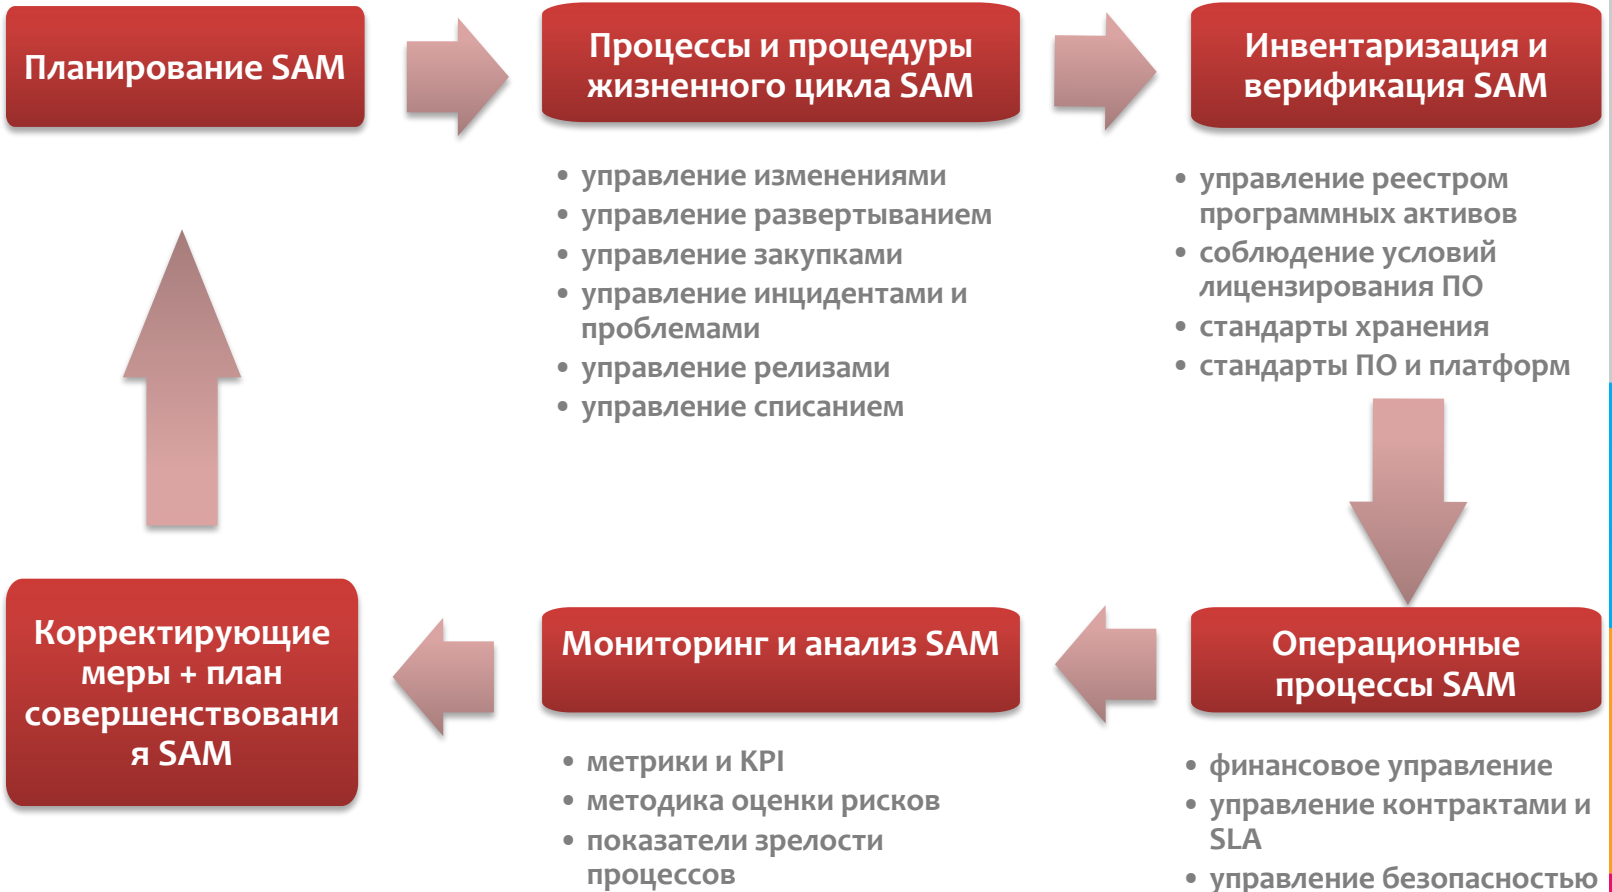 Планирование SAM
Процессы и процедуры
жизненного цикла SAM
• управление изменениями
• управление развертыванием
• управление закупками
• управление инцидентами и
проблемами
• управление релизами
• управление списанием
Инвентаризация и
верификация SAM
• управление реестром
программных активов
• соблюдение условий
лицензирования ПО
• стандарты хранения
• стандарты ПО и платформ
Операционные
процессы SAM
• финансовое управление
• управление контрактами и
SLA
• управление безопасностью
Мониторинг и анализ SAM
• метрики и KPI
• методика оценки рисков
• показатели зрелости
процессов
Корректирующие
меры + план
совершенствовани
я SAM